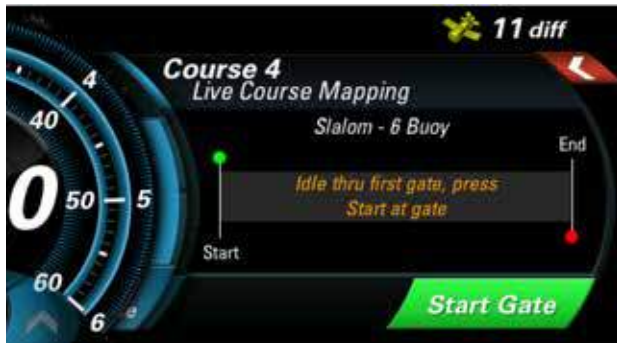 11 diff
Course 4
Live Course Mapping
Slalom - 6 Buoy
End
Idle thru first gate, press
Start at gate
Start
Start Gate
4
40
0
50
5
60
6
e